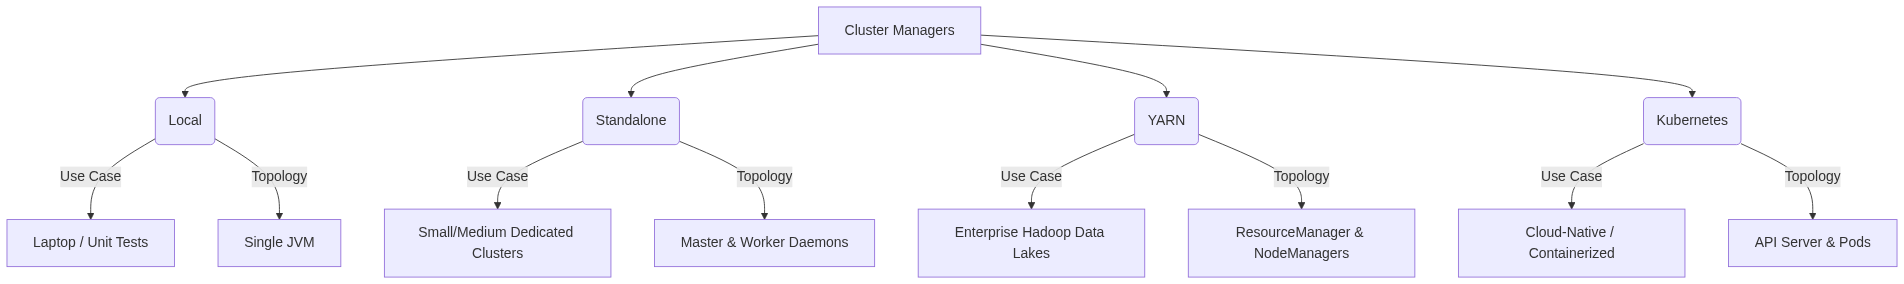 Cluster Managers
Local
Standalone
YARN
Kubernetes
Use Case
Topology
Use Case
Topology
Use Case
Topology
Use Case
Topology
Laptop / Unit Tests
Single JVM
Small/Medium Dedicated
Clusters
Master & Worker Daemons
Enterprise Hadoop Data
Lakes
ResourceManager &
NodeManagers
Cloud-Native /
Containerized
API Server & Pods